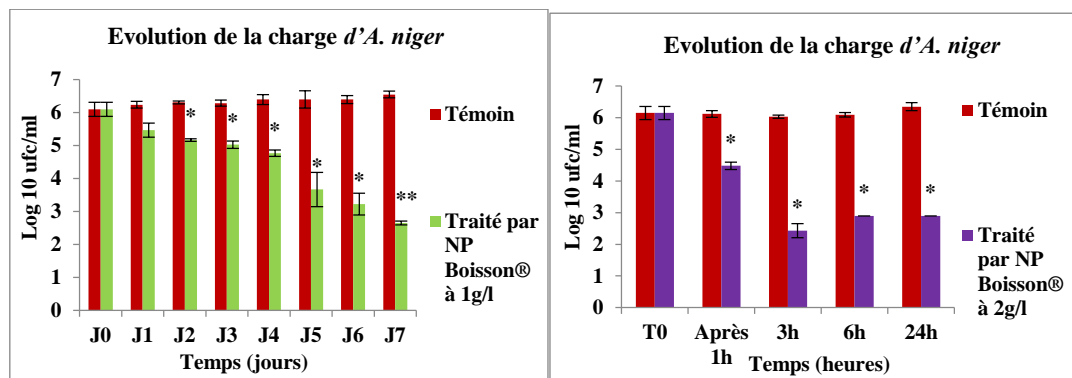 Evolution de la charge d'A. niger
Log 10 ufc/ml
7
6
5
4
3
2
1
0
*
*
*
*
*
**
J0 J1 J2 J3 J4 J5 J6 J7
Temps (jours)
Témoin
Traité par
NP
Boisson®
à 1g/l
Evolution de la charge d'A. niger
Log 10 ufc/ml
7
6
5
4
3
2
1
0
*
*
*
*
T0 Après 3h 6h 24h
1h
Temps (heures)
Témoin
Traité
par NP
Boisson®
à 2g/l